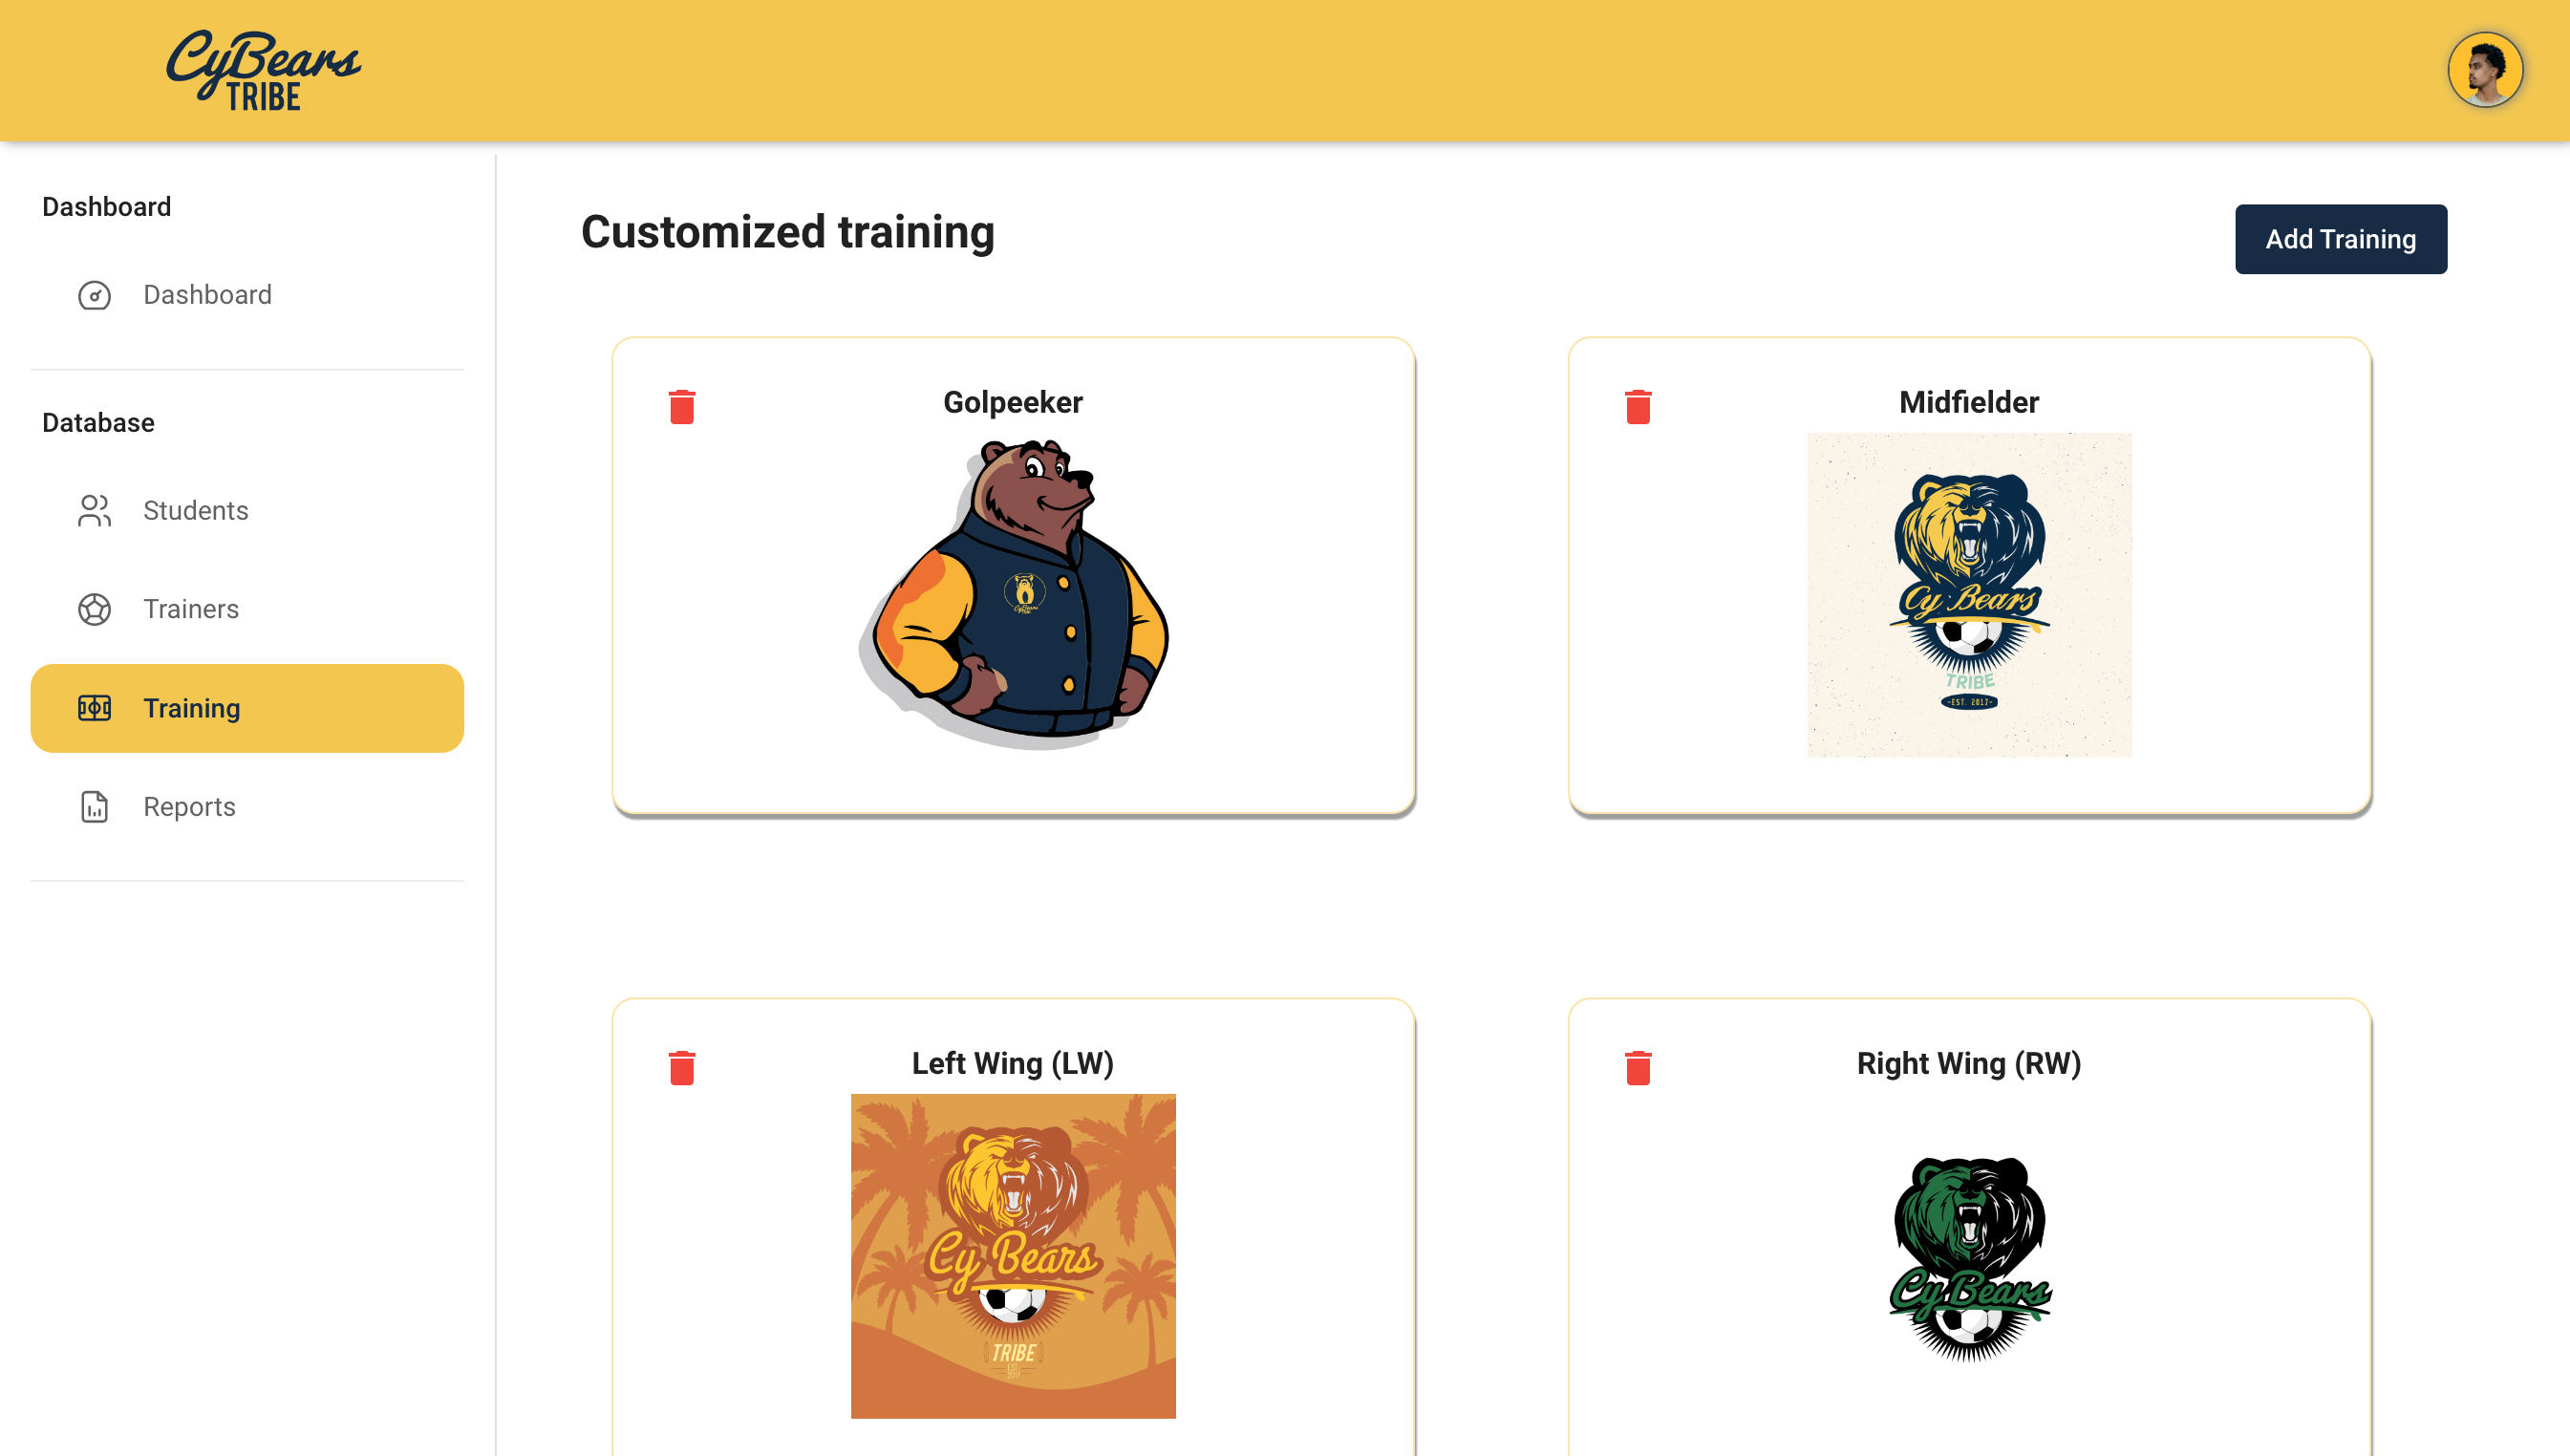 CyBears
TRIBE
Dashboard
Dashboard
Database
Students
Trainers
Training
Reports
Customized training
Add Training
Golpeeker
CyBears
Midfielder
Cy Bears
TRIBE
-EST. 2017-
Left Wing (LW)
Cy Bears
TRIBE
Right Wing (RW)
Cy Bears